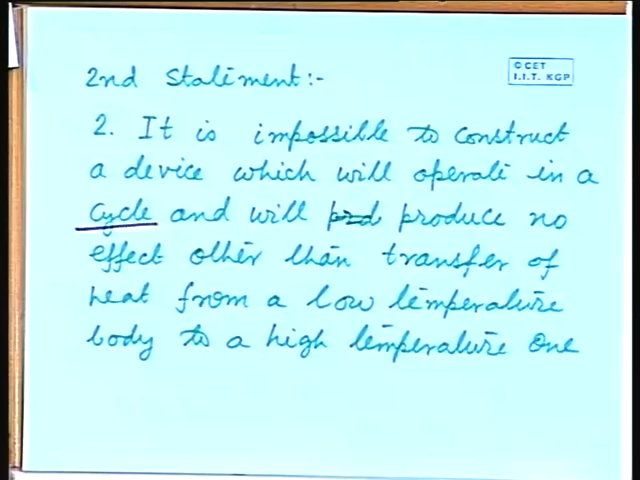 2nd Statement:-
© CET
I.I.T. KGP
2. It is impossible to construct
a device which will operate in a
cycle and will prd produce no
effect other than transfer of
heat from a low temperature
body to a high temperature one